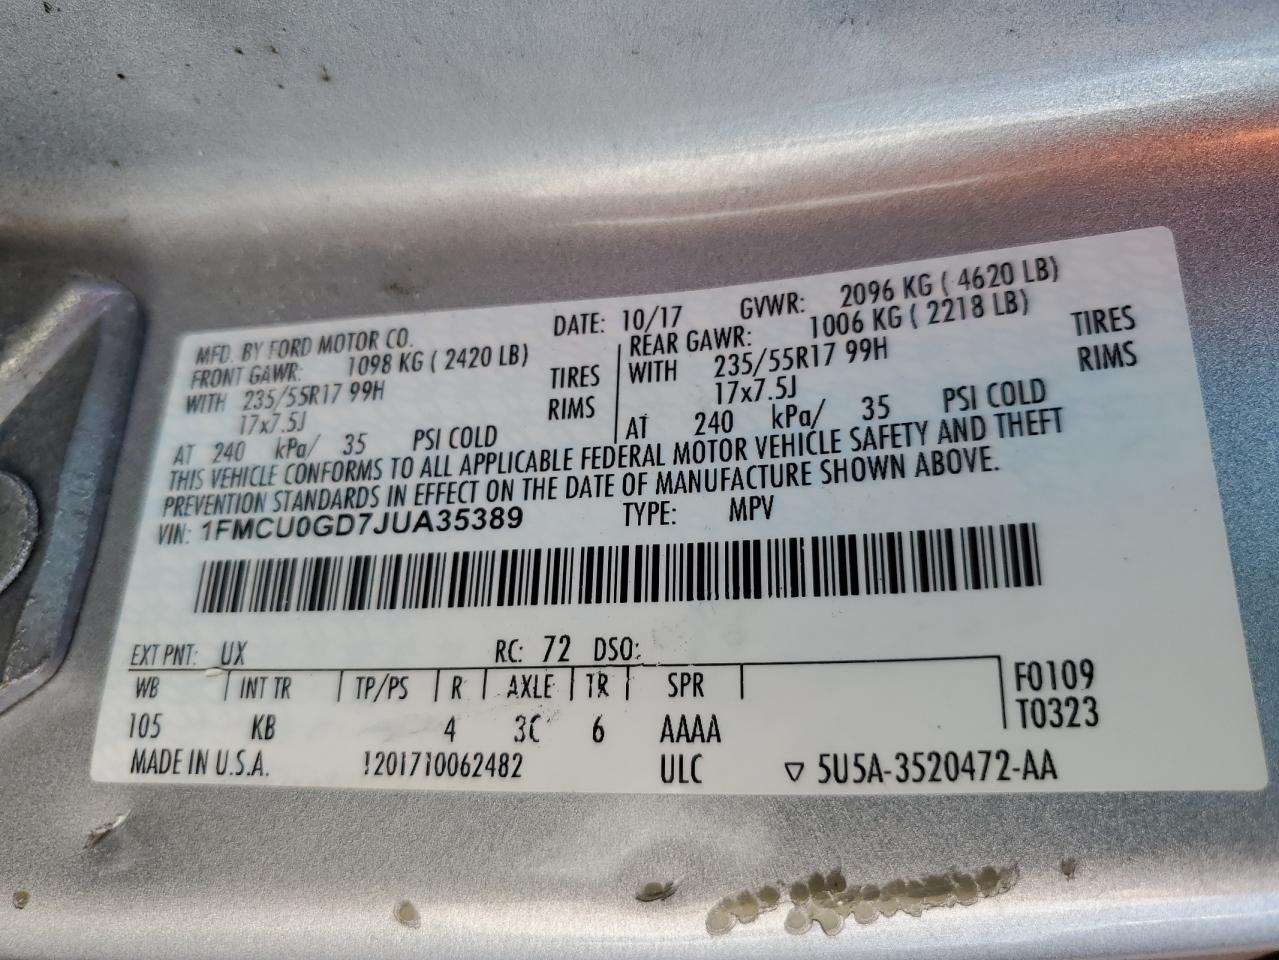 MFD. BY FORD MOTOR CO. DATE: 10/17 GVWR: 2096 KG ( 4620 LB)
FRONT GAWR: 1098 KG ( 2420 LB) REAR GAWR: 1006 KG ( 2218 LB)
WITH 235/55R17 99H TIRES WITH 235/55R17 99H TIRES
17x7.5J RIMS 17x7.5J RIMS
AT 240 kPa/ 35 PSI COLD AT 240 kPa/ 35 PSI COLD
THIS VEHICLE CONFORMS TO ALL APPLICABLE FEDERAL MOTOR VEHICLE SAFETY AND THEFT
PREVENTION STANDARDS IN EFFECT ON THE DATE OF MANUFACTURE SHOWN ABOVE.
VIN: 1FMCU0GD7JUA35389 TYPE: MPV
EXT PNT: UX RC: 72 DSO:
WB INT TR TP/PS R AXLE TR SPR F0109
105 KB 4 3C 6 AAAA T0323
MADE IN U.S.A. 1201710062482 ULC ▽ 5U5A-3520472-AA